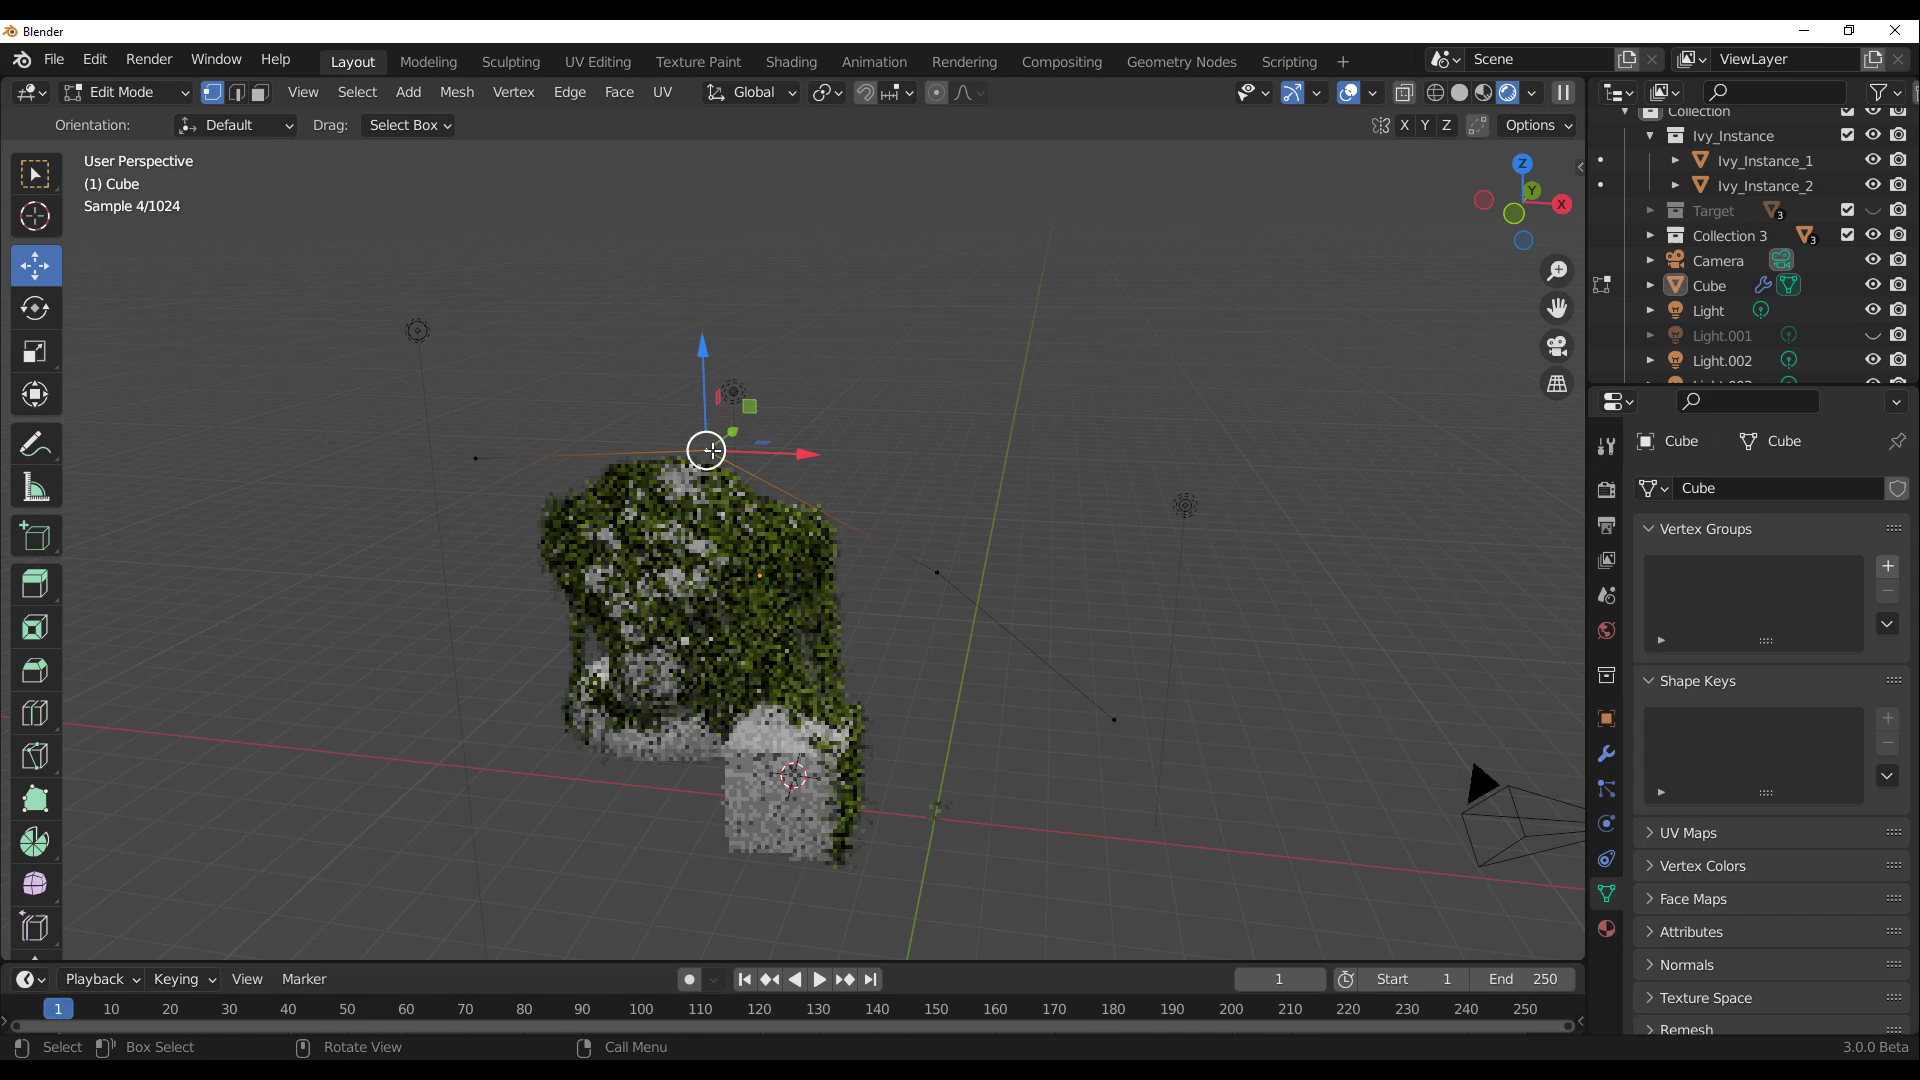 Blender
File Edit Render Window Help Layout Modeling Sculpting UV Editing Texture Paint Shading Animation Rendering Compositing Geometry Nodes Scripting + Scene ViewLayer
Edit Mode View Select Add Mesh Vertex Edge Face UV Global
Orientation: Default Drag: Select Box X Y Z Options
Collection
Ivy_Instance
Ivy_Instance_1
Ivy_Instance_2
Target 3
Collection 3 3
Camera
Cube
Light
Light.001
Light.002
User Perspective
(1) Cube
Sample 4/1024
Z
Y
X
Cube Cube
Cube
Vertex Groups
Shape Keys
UV Maps
Vertex Colors
Face Maps
Attributes
Normals
Texture Space
Remesh
Playback Keying View Marker 1 Start 1 End 250
1 10 20 30 40 50 60 70 80 90 100 110 120 130 140 150 160 170 180 190 200 210 220 230 240 250
Select Box Select Rotate View Call Menu 3.0.0 Beta